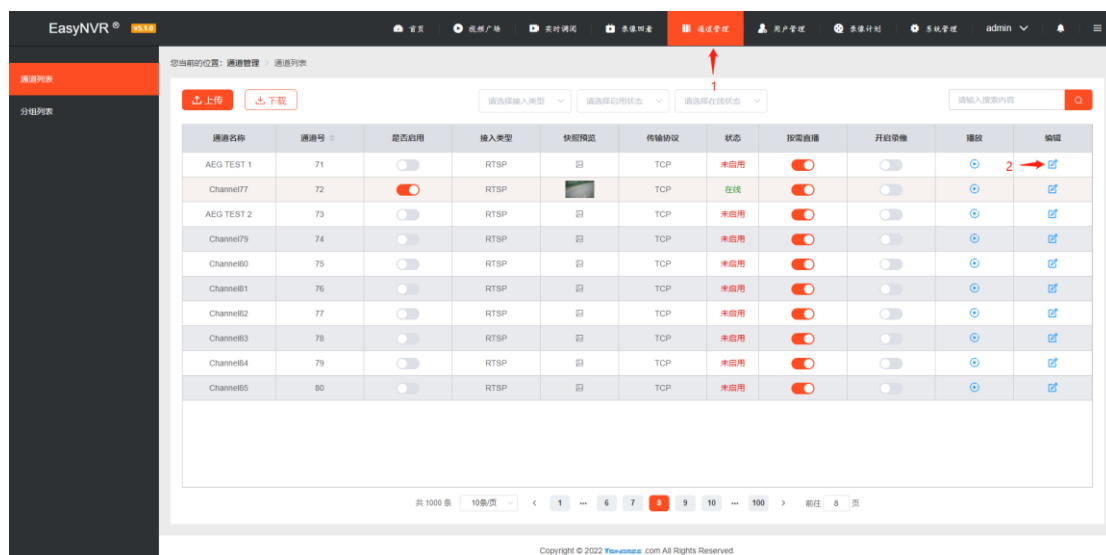 EasyNVR ® v5.1.0 首页 视频广场 实时调阅 录像回看 通道管理 用户管理 录像计划 系统管理 admin
通道列表
分组列表
您当前的位置：通道管理 > 通道列表
1
上传 下载 请选择接入类型 请选择启用状态 请选择在线状态 请输入搜索内容
通道名称 通道号 是否启用 接入类型 快照预览 传输协议 状态 按需直播 开启录像 播放 编辑
AEG TEST 1 71 RTSP TCP 未启用 2
Channel77 72 RTSP TCP 在线
AEG TEST 2 73 RTSP TCP 未启用
Channel79 74 RTSP TCP 未启用
Channel80 75 RTSP TCP 未启用
Channel81 76 RTSP TCP 未启用
Channel82 77 RTSP TCP 未启用
Channel83 78 RTSP TCP 未启用
Channel84 79 RTSP TCP 未启用
Channel85 80 RTSP TCP 未启用
共 1000 条 10条/页 < 1 ... 6 7 8 9 10 ... 100 > 前往 8 页
Copyright © 2022 .com All Rights Reserved.